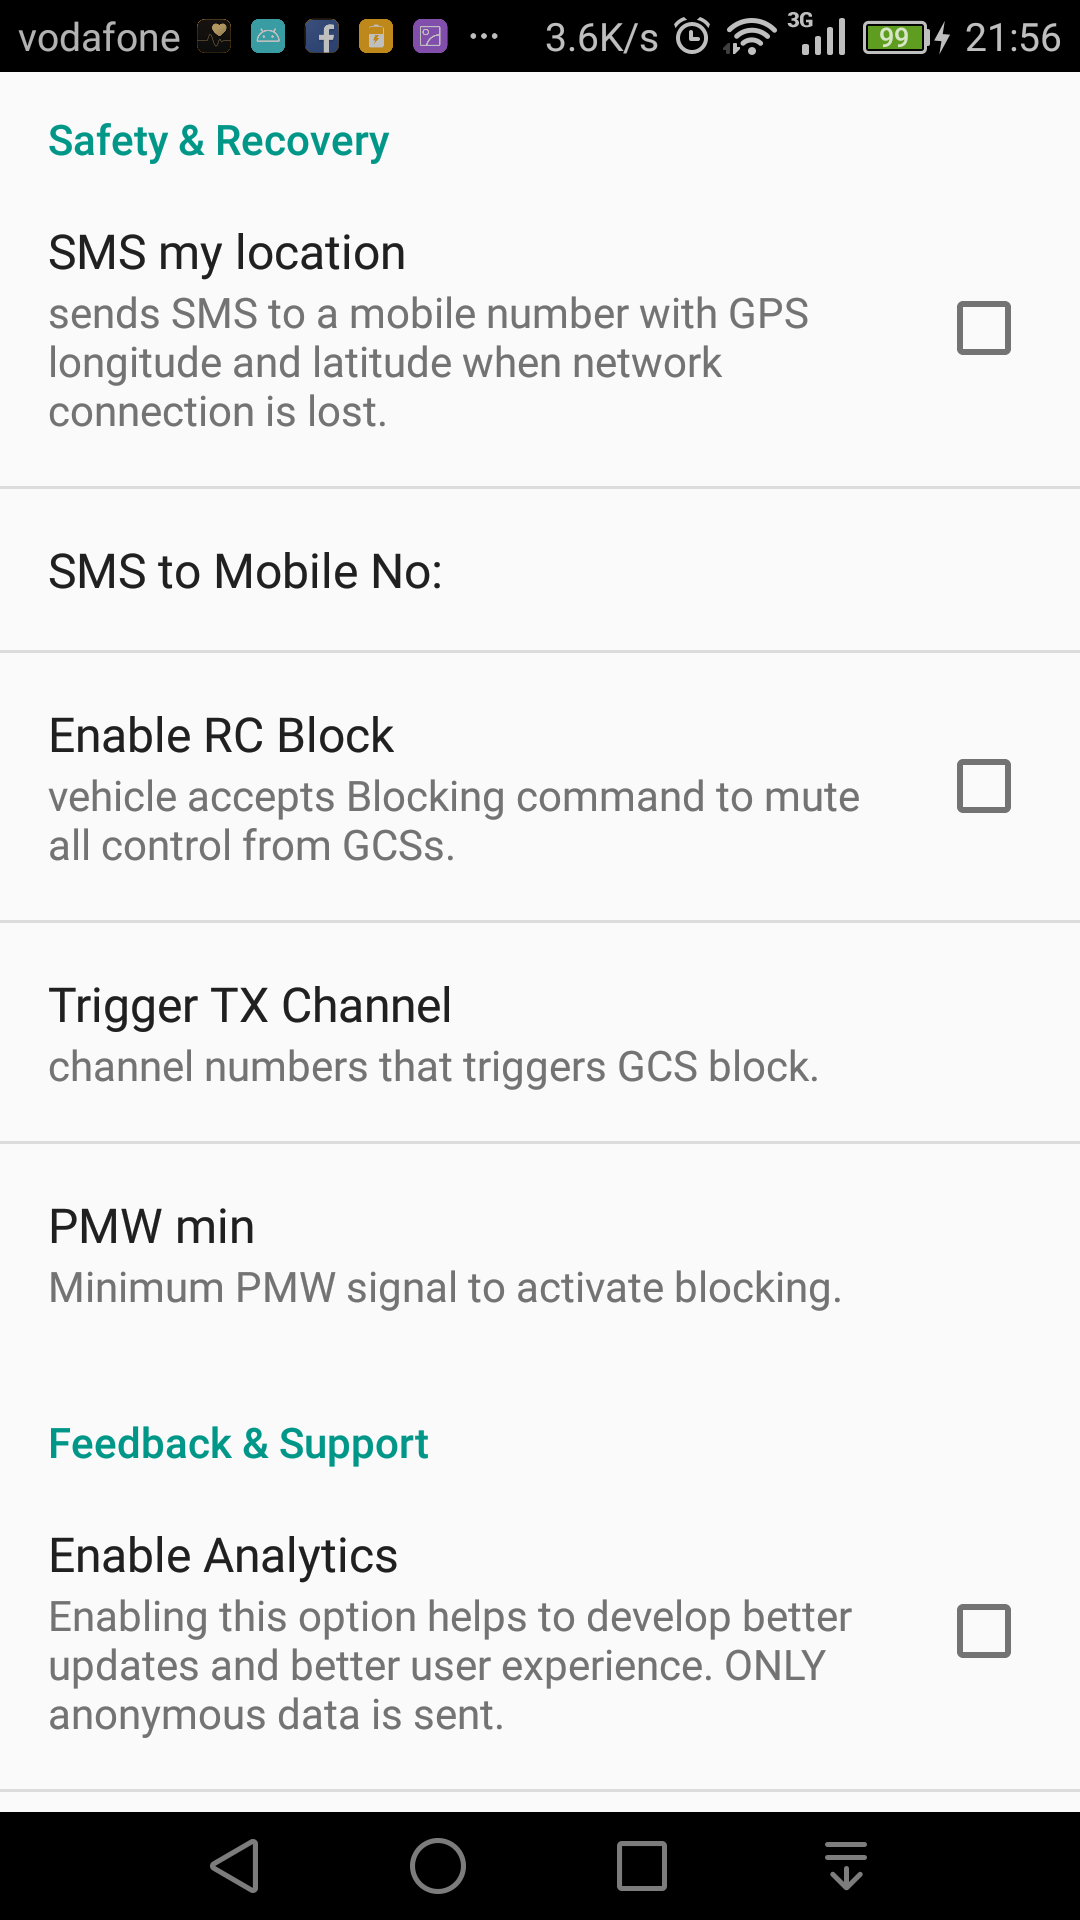 vodafone 3.6K/s 3G 99 21:56
Safety & Recovery
SMS my location
sends SMS to a mobile number with GPS
longitude and latitude when network
connection is lost.
SMS to Mobile No:
Enable RC Block
vehicle accepts Blocking command to mute
all control from GCSs.
Trigger TX Channel
channel numbers that triggers GCS block.
PMW min
Minimum PMW signal to activate blocking.
Feedback & Support
Enable Analytics
Enabling this option helps to develop better
updates and better user experience. ONLY
anonymous data is sent.